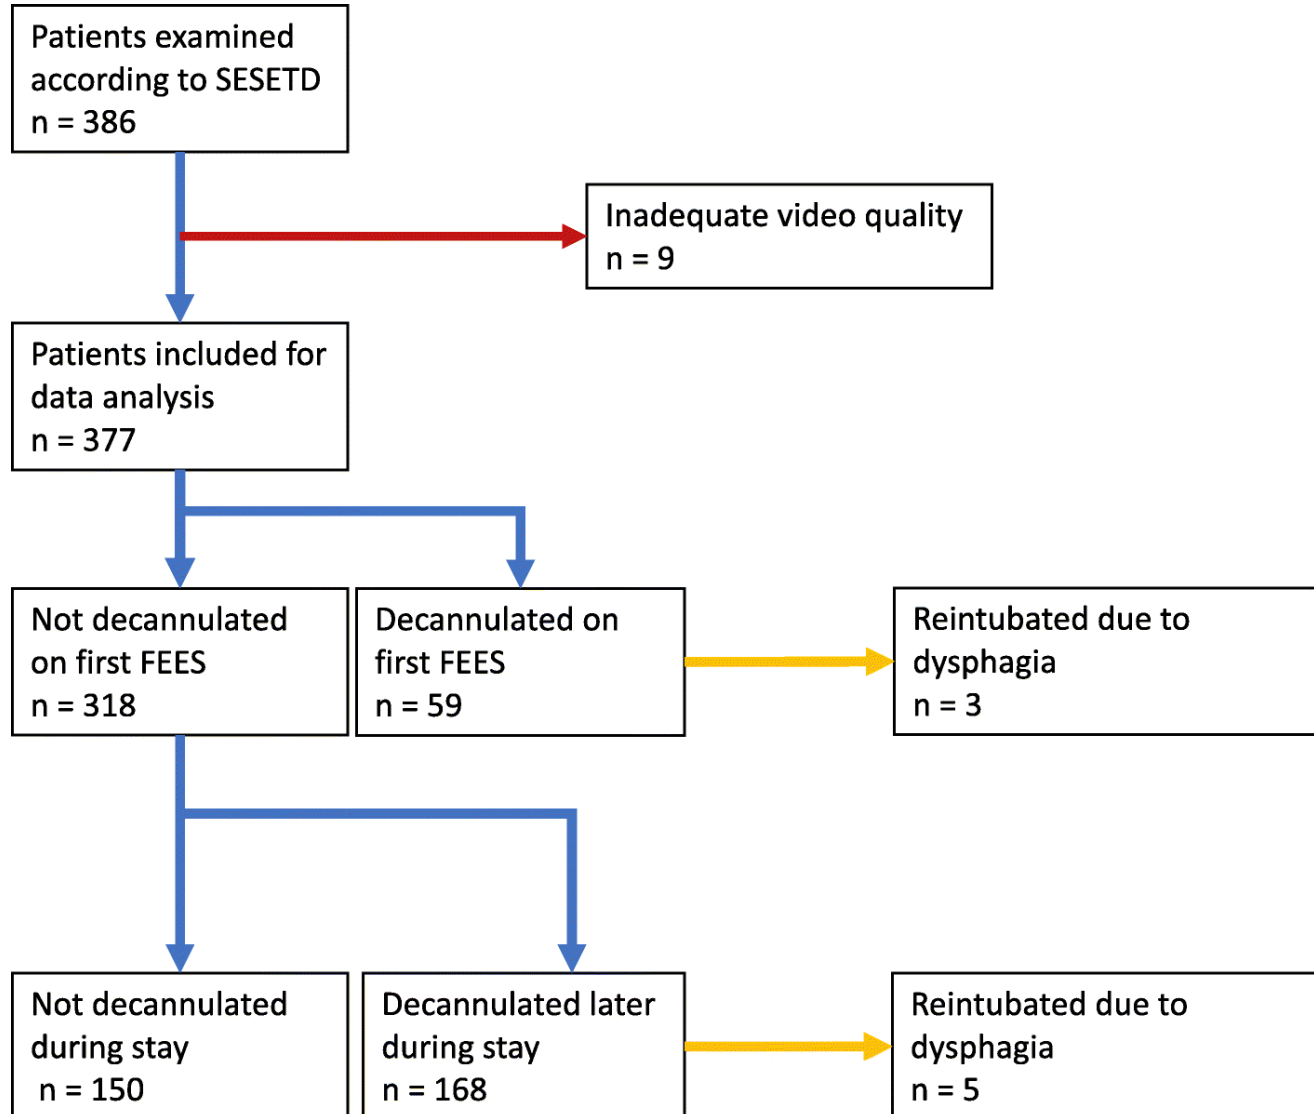 Patients examined
according to SESETD
n = 386
Inadequate video quality
n = 9
Patients included for
data analysis
n = 377
Not decannulated
on first FEES
n = 318
Decannulated on
first FEES
n = 59
Reintubated due to
dysphagia
n = 3
Not decannulated
during stay
n = 150
Decannulated later
during stay
n = 168
Reintubated due to
dysphagia
n = 5